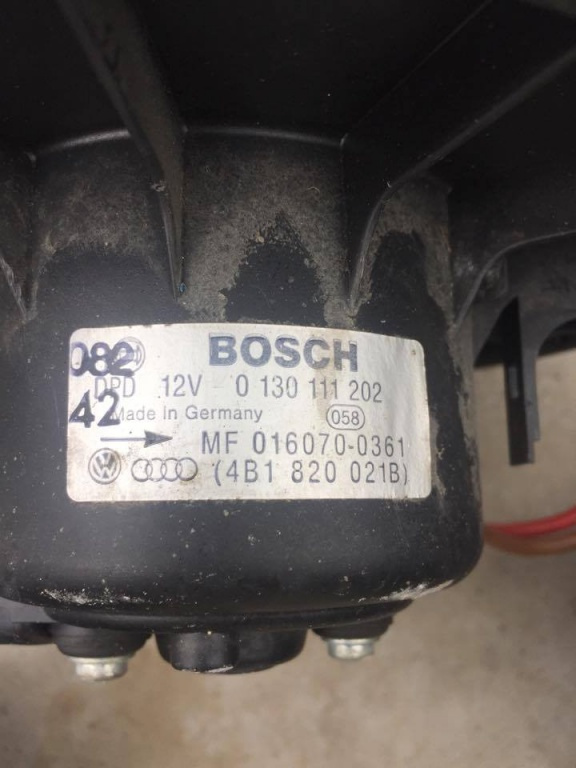 BOSCH
082
DPD 12V 0 130 111 202
42
Made In Germany 058
MF 016070-0361
(4B1 820 021B)